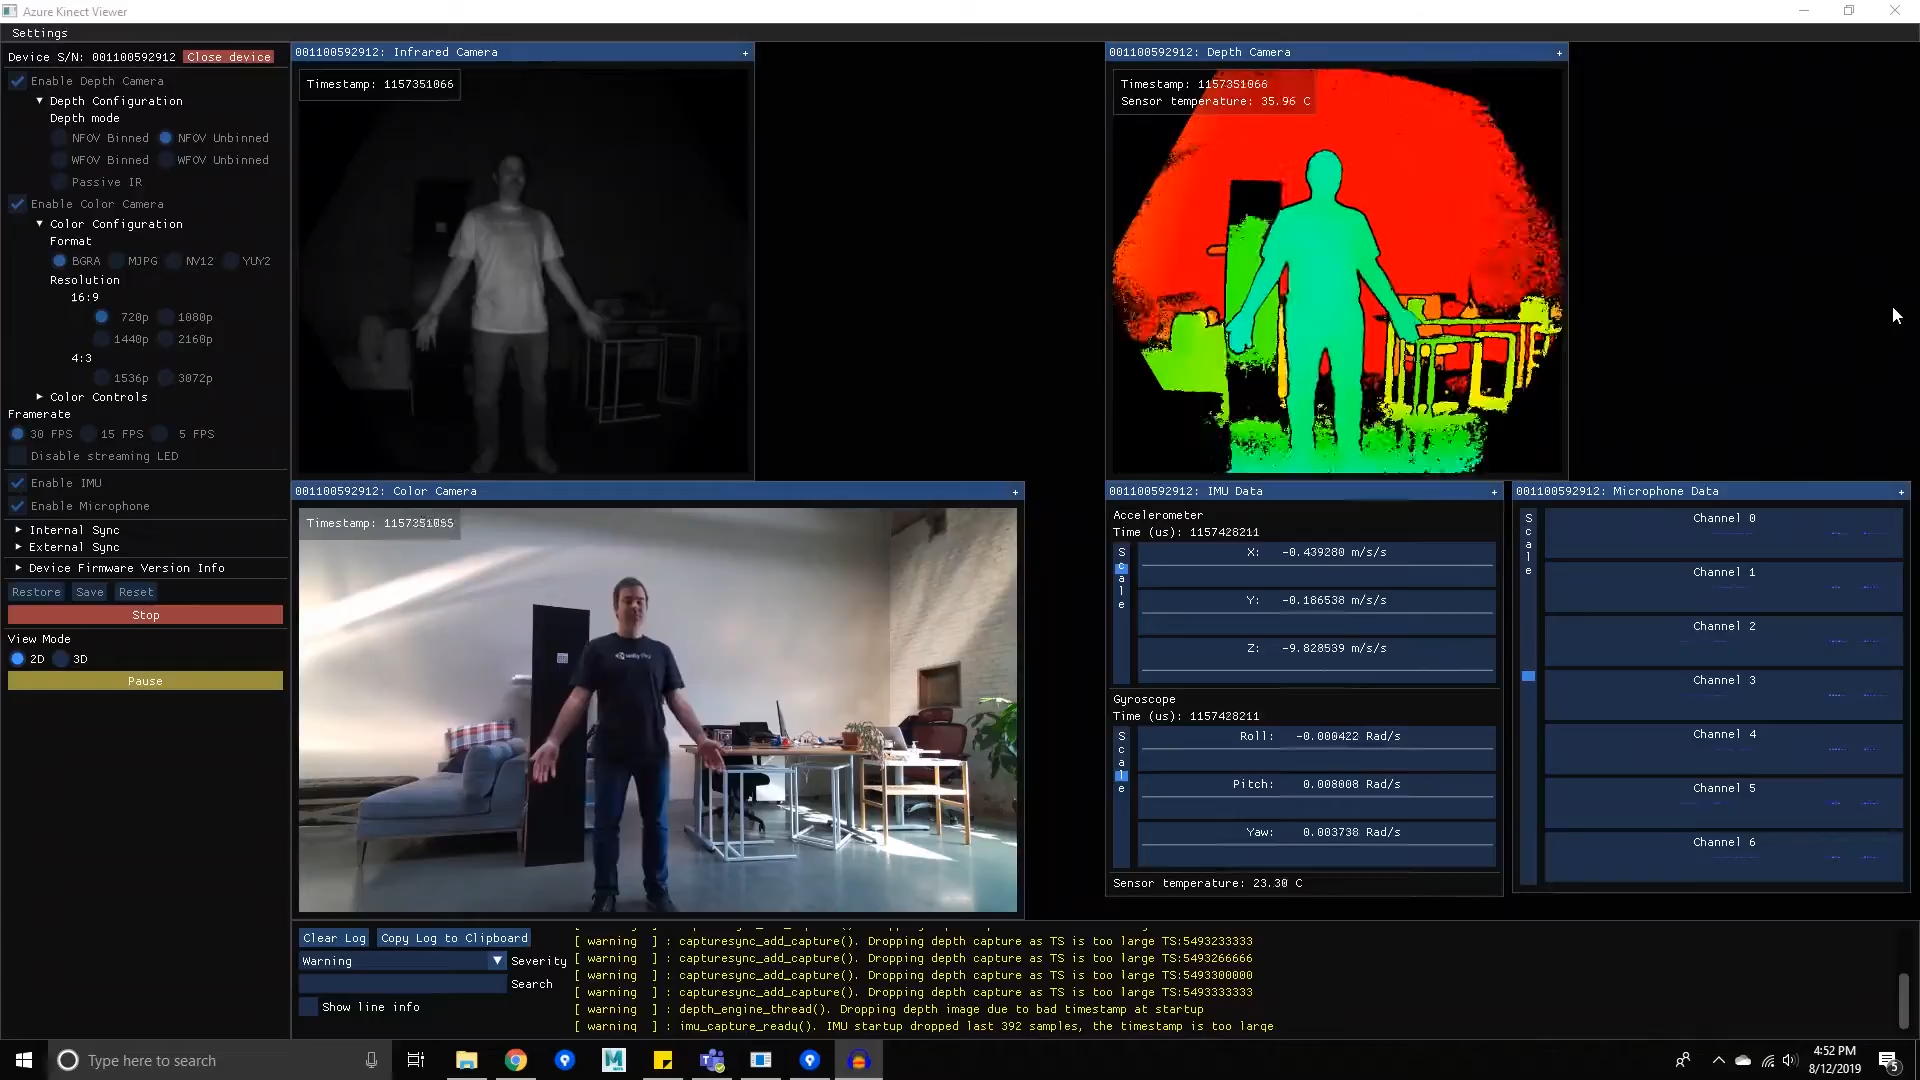 Azure Kinect Viewer
Settings
Device S/N: 001100592912 Close device
Enable Depth Camera
Depth Configuration
Depth mode
NFOV Binned NFOV Unbinned
WFOV Binned WFOV Unbinned
Passive IR
Enable Color Camera
Color Configuration
Format
BGRA MJPG NV12 YUY2
Resolution
16:9
720p 1080p
1440p 2160p
4:3
1536p 3072p
Color Controls
Framerate
30 FPS 15 FPS 5 FPS
Disable streaming LED
Enable IMU
Enable Microphone
Internal Sync
External Sync
Device Firmware Version Info
Restore Save Reset
Stop
View Mode
2D 3D
Pause
001100592912: Infrared Camera
Timestamp: 1157351066
001100592912: Depth Camera
Timestamp: 1157351066
Sensor temperature: 35.96 C
001100592912: Color Camera
Timestamp: 1157351055
001100592912: IMU Data
Accelerometer
Time (us): 1157428211
Scale
X: -0.439280 m/s/s
Y: -0.186538 m/s/s
Z: -9.828539 m/s/s
Gyroscope
Time (us): 1157428211
Scale
Roll: -0.000422 Rad/s
Pitch: 0.008008 Rad/s
Yaw: 0.003738 Rad/s
Sensor temperature: 23.30 C
001100592912: Microphone Data
Scale
Channel 0
Channel 1
Channel 2
Channel 3
Channel 4
Channel 5
Channel 6
Clear Log Copy Log to Clipboard
Warning Severity
Search
Show line info
[ warning ] : capturesync_add_capture(). Dropping depth capture as TS is too large TS:5493233333
[ warning ] : capturesync_add_capture(). Dropping depth capture as TS is too large TS:5493266666
[ warning ] : capturesync_add_capture(). Dropping depth capture as TS is too large TS:5493300000
[ warning ] : capturesync_add_capture(). Dropping depth capture as TS is too large TS:5493333333
[ warning ] : depth_engine_thread(). Dropping depth image due to bad timestamp at startup
[ warning ] : imu_capture_ready(). IMU startup dropped last 392 samples, the timestamp is too large
Type here to search
4:52 PM
8/12/2019
5